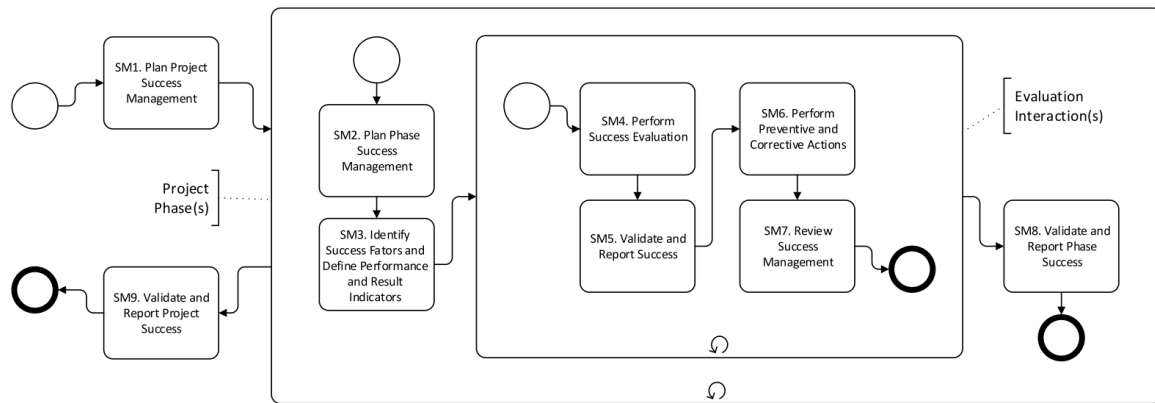 SM1. Plan Project
Success
Management
Project
Phase(s)
SM9. Validate and
Report Project
Success
SM2. Plan Phase
Success
Management
SM3. Identify
Success Fators and
Define Performance
and Result
Indicators
SM4. Perform
Success Evaluation
SM5. Validate and
Report Success
SM6. Perform
Preventive and
Corrective Actions
SM7. Review
Success
Management
Evaluation
Interaction(s)
SM8. Validate and
Report Phase
Success